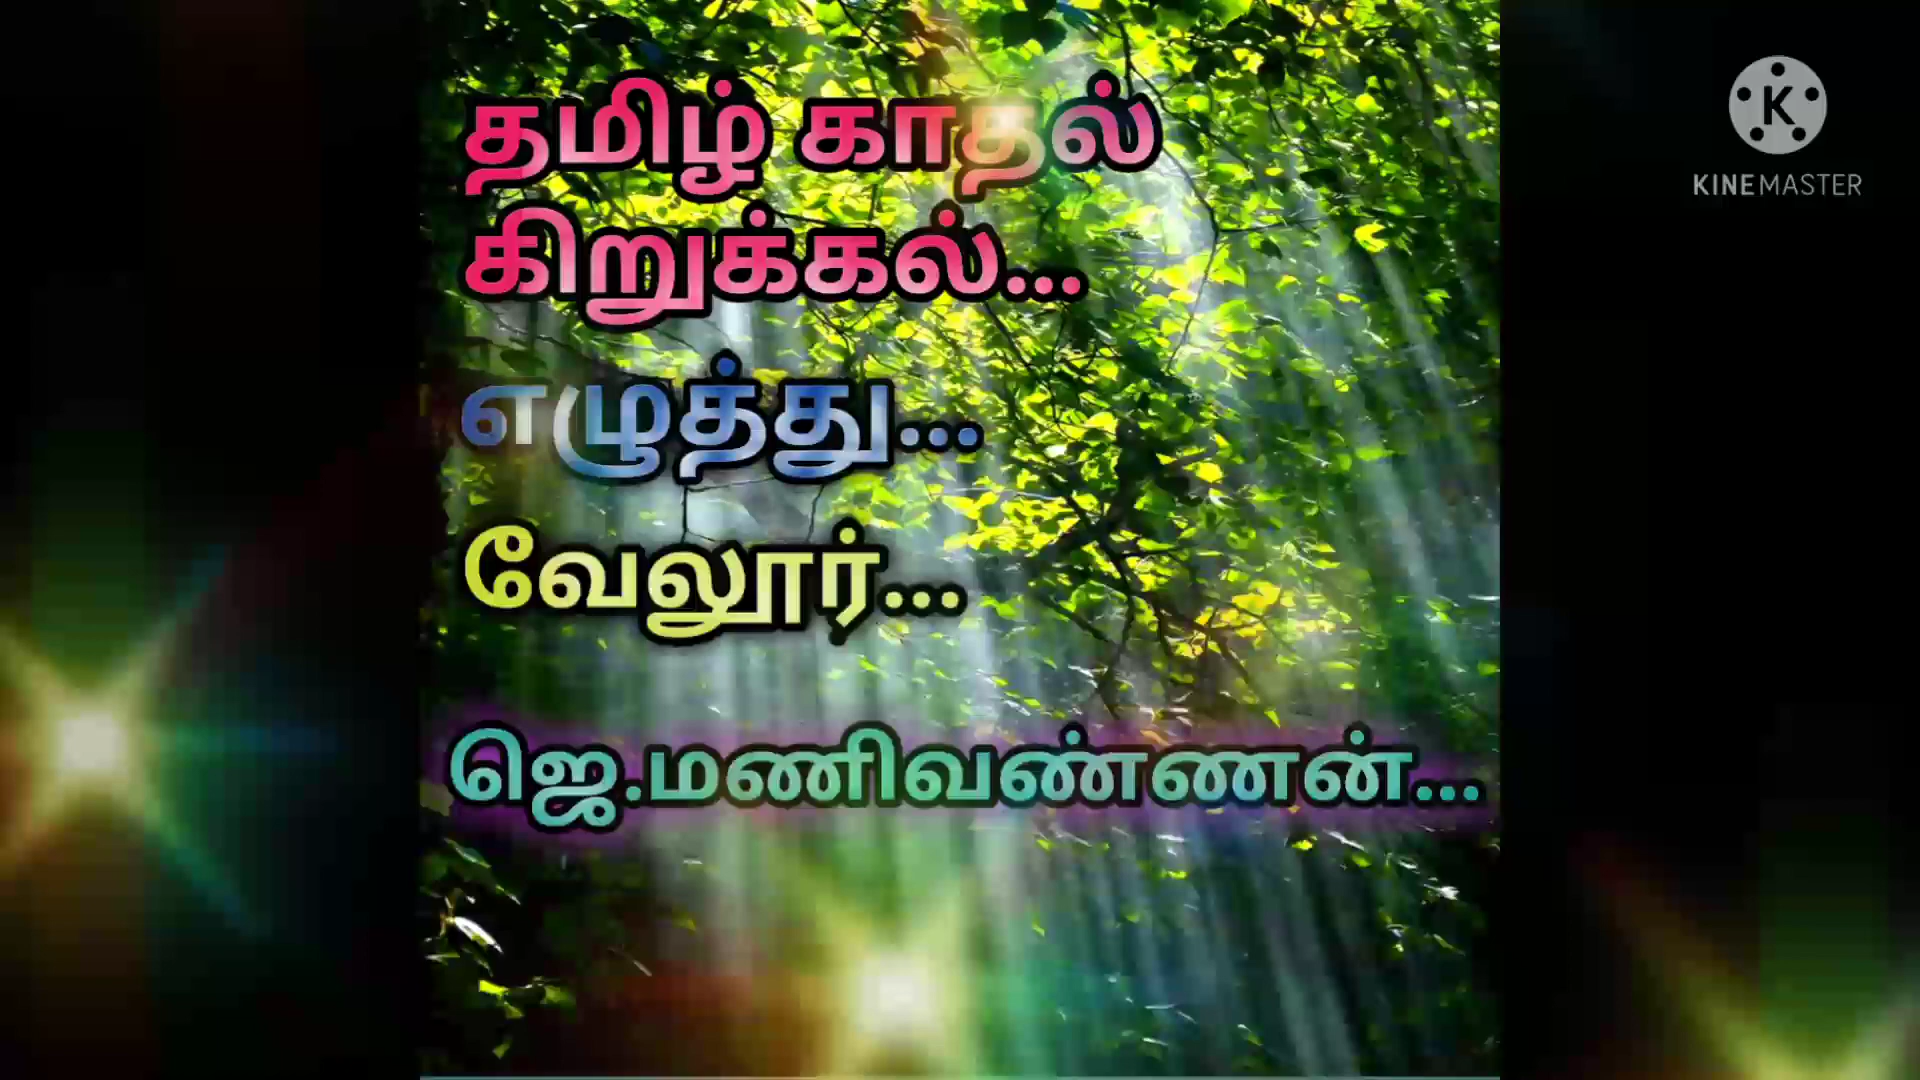 தமிழ் காதல்
கிறுக்கல்...
எழுத்து...
வேலூர்...
ஜெ.மணிவண்ணன்...
K
KINEMASTER